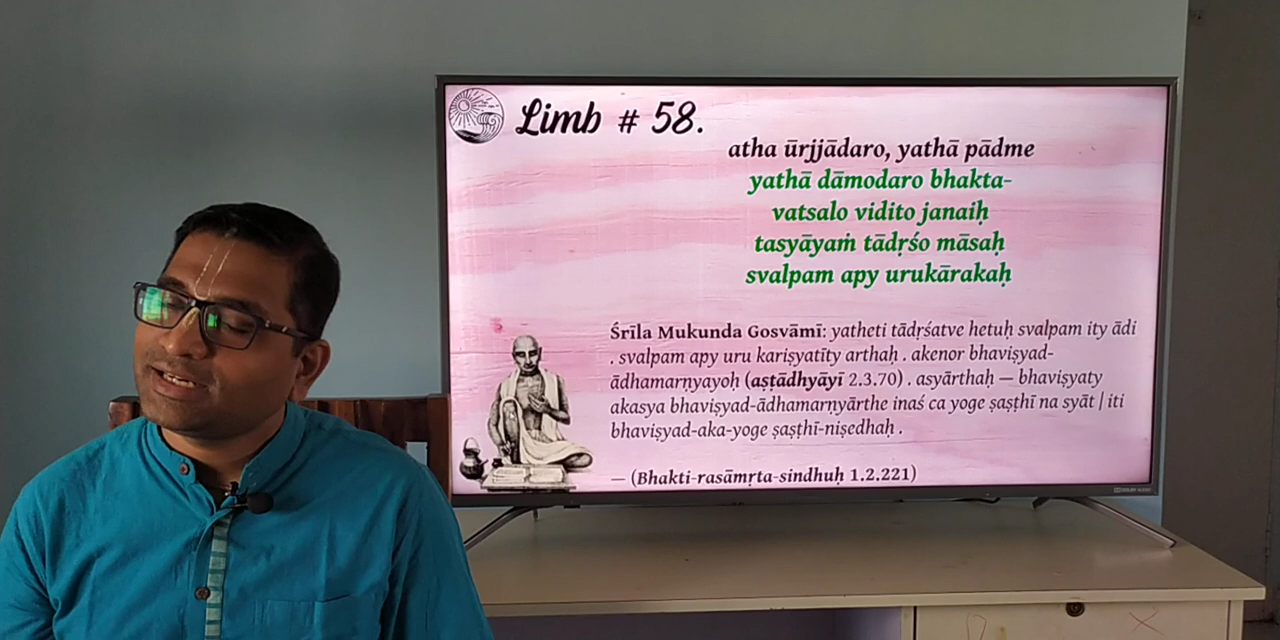 Limb # 58.
atha ūrjjādaro, yathā pādme
yathā dāmodaro bhakta-
vatsalo vidito janaiḥ
tasyāyaṁ tādṛśo māsaḥ
svalpam apy urukārakaḥ
Śrīla Mukunda Gosvāmī: yatheti tādṛśatve hetuḥ svalpam ity ādi
. svalpam apy uru kariṣyatīty arthaḥ . akenor bhaviṣyad-
ādhamarṇyayoḥ (aṣṭādhyāyī 2.3.70) . asyārthaḥ — bhaviṣyaty
akasya bhaviṣyad-ādhamarṇyārthe inaś ca yoge ṣaṣṭhī na syāt | iti
bhaviṣyad-aka-yoge ṣaṣṭhī-niṣedhaḥ .
— (Bhakti-rasāmṛta-sindhuḥ 1.2.221)